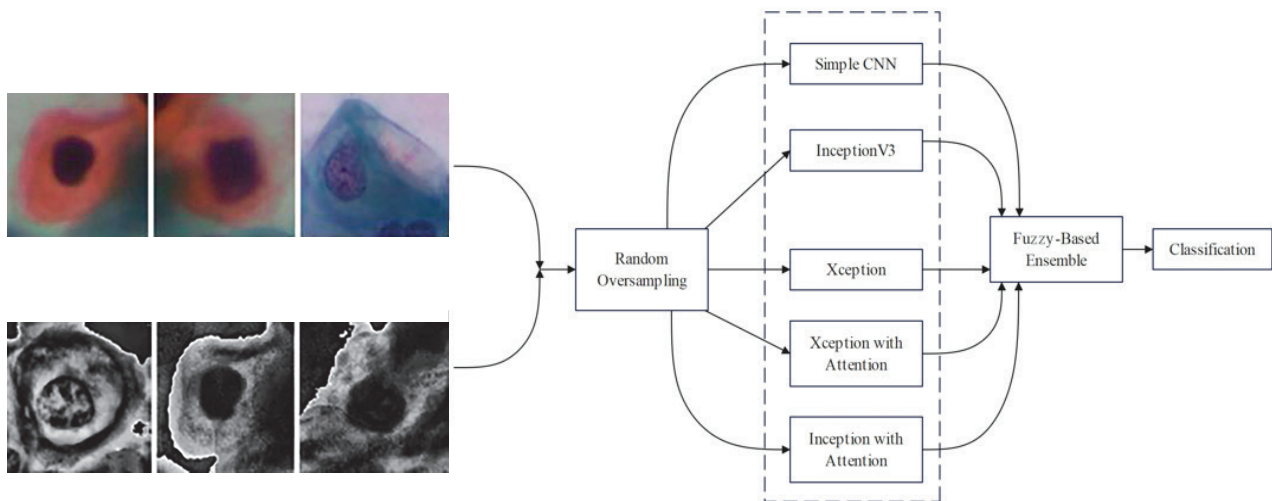 Simple CNN
InceptionV3
Random
Oversampling
Xception
Xception with
Attention
Inception with
Attention
Fuzzy-Based
Ensemble
Classification